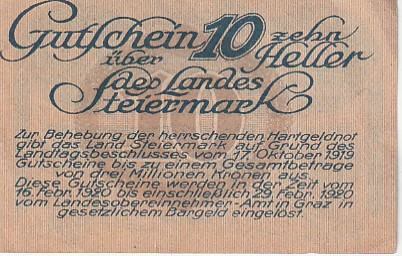 Gutschein 10 zehn
über Heller
des Landes
Steiermark
Zur Behebung der herrschenden Hartgeldnot
gibt das Land Steiermark auf Grund des
Landtagsbeschlusses vom 17. Oktober 1919
Gutscheine bis zu einem Gesamtbetrage
von drei Millionen Kronen aus.
Diese Gutscheine werden in der Zeit vom
16. Febr. 1920 bis einschließlich 29. Febr. 1920
vom Landesobereinnehmer-Amt in Graz in
gesetzlichem Bargeld eingelöst.